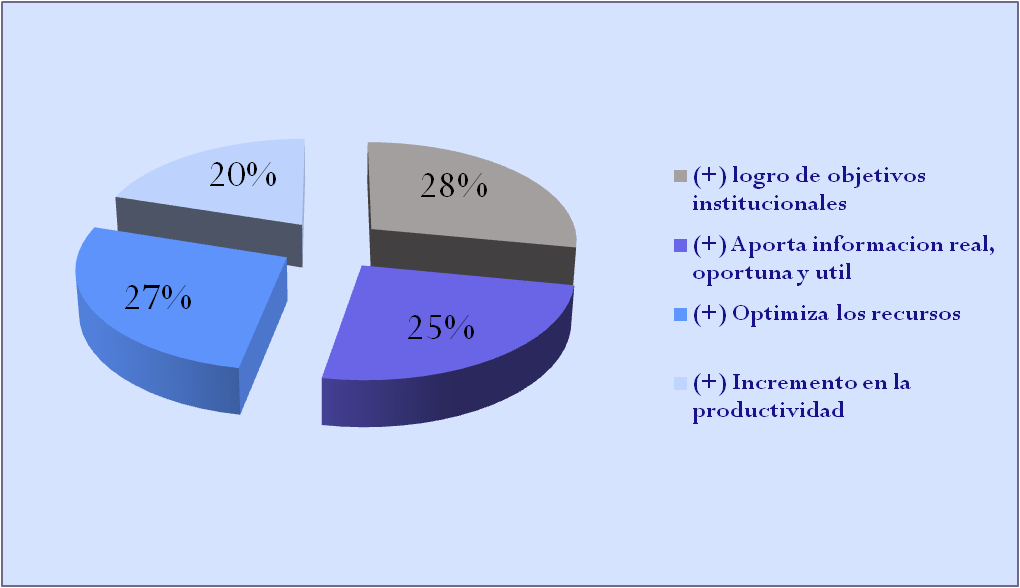 20%
28%
27%
25%
(+) logro de objetivos
institucionales
(+) Aporta informacion real,
oportuna y util
(+) Optimiza los recursos
(+) Incremento en la
productividad